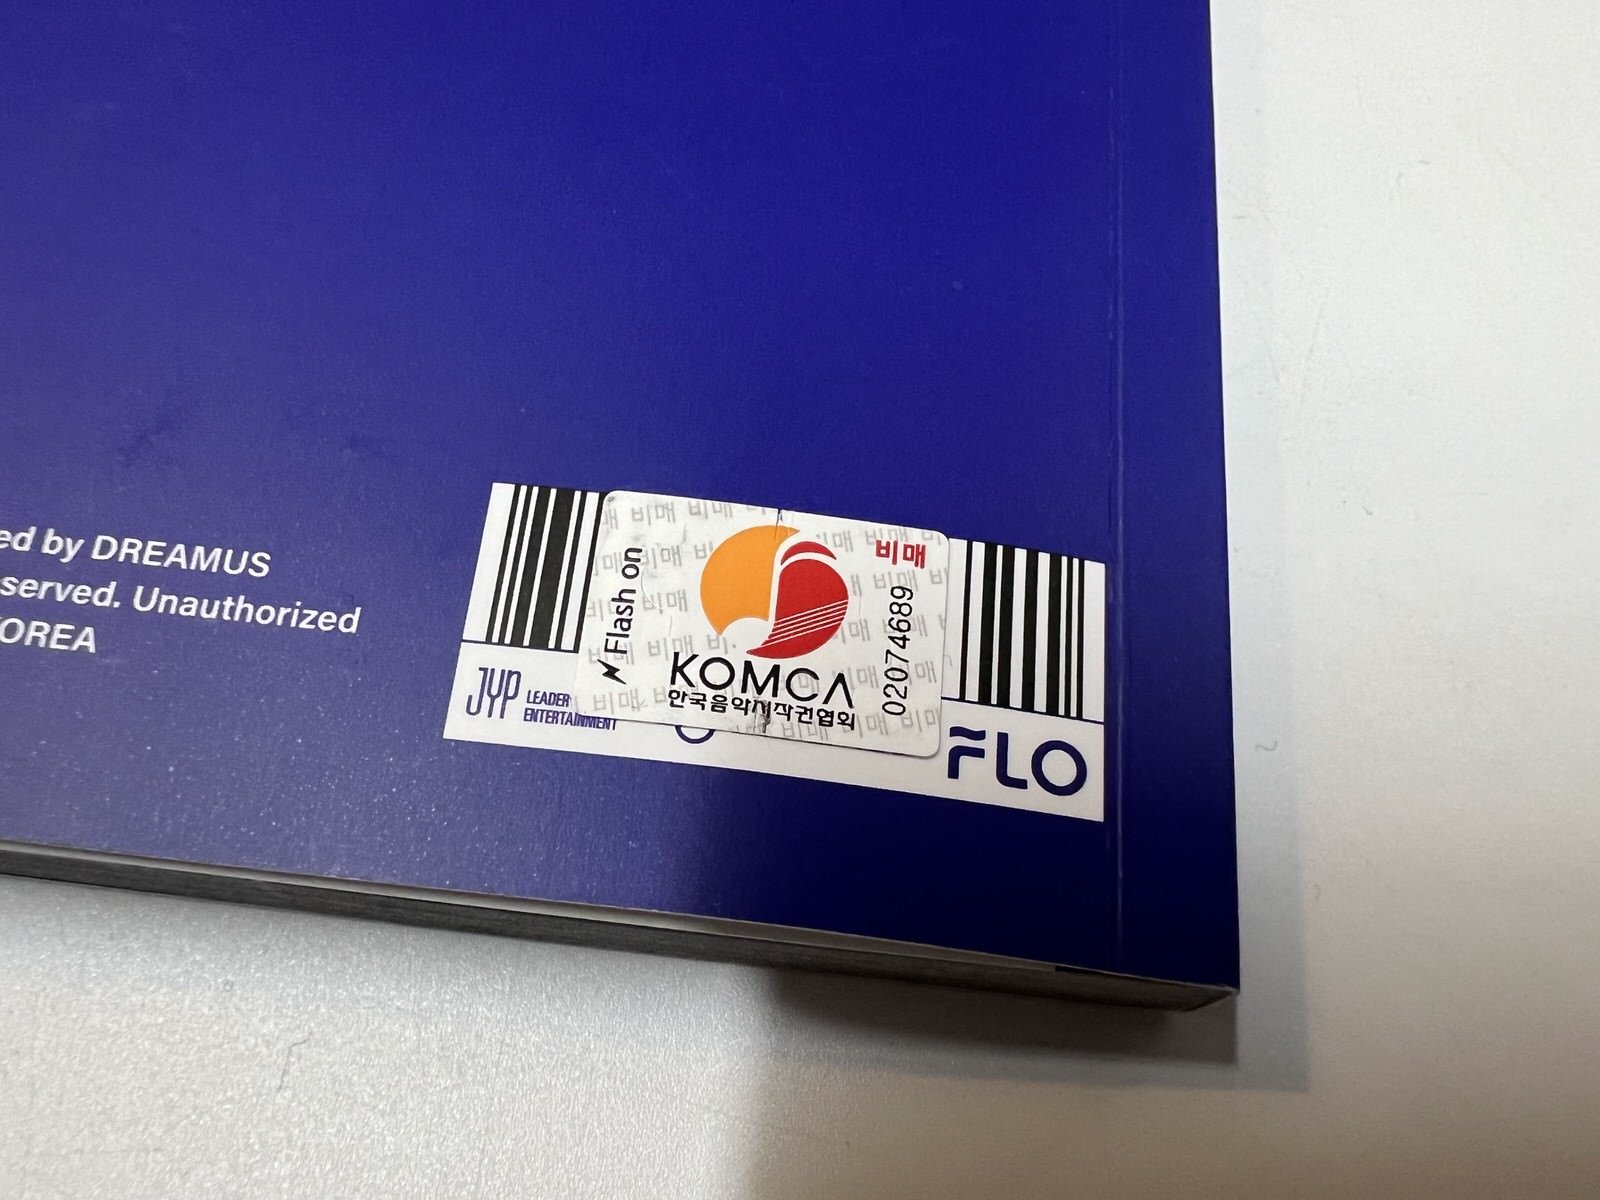 ed by DREAMUS
served. Unauthorized
OREA
비매
Flash on
02074689
KOMCA
한국음악저작권협회
JYP LEADER
ENTERTAINMENT
FLO